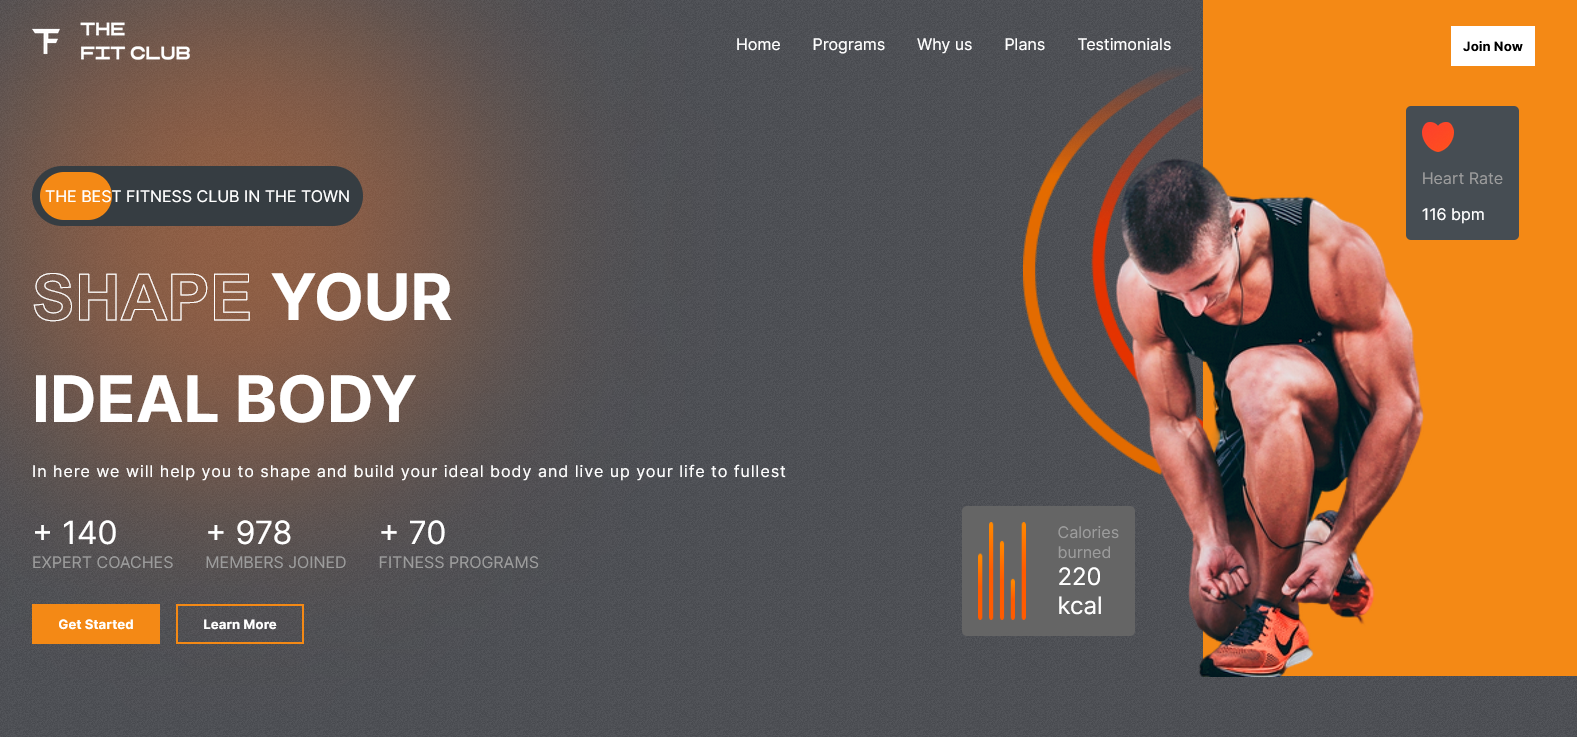 THE
FIT CLUB
Home Programs Why us Plans Testimonials
Join Now
THE BEST FITNESS CLUB IN THE TOWN
SHAPE YOUR
IDEAL BODY
In here we will help you to shape and build your ideal body and live up your life to fullest
+ 140 + 978 + 70
EXPERT COACHES MEMBERS JOINED FITNESS PROGRAMS
Get Started Learn More
Heart Rate
116 bpm
Calories
burned
220
kcal